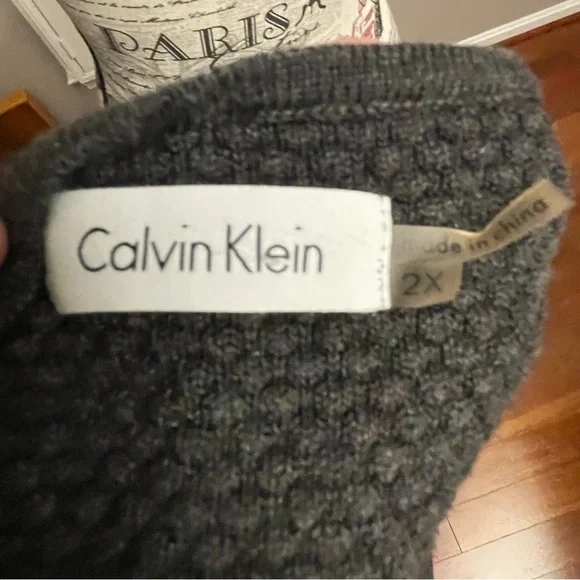 PARIS
Calvin Klein
made in china
2X